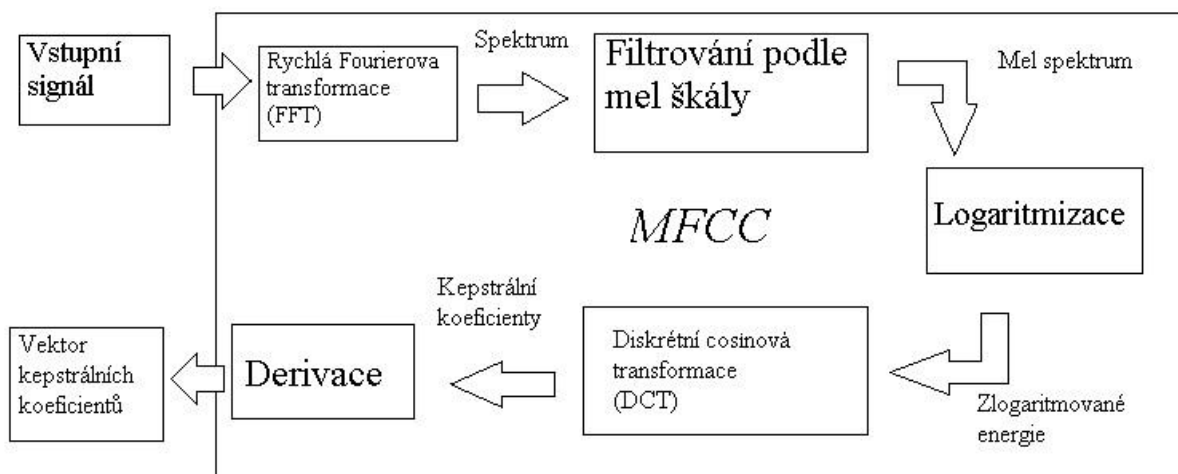 Vstupní
signál
Rychlá Fourierova
transformace
(FFT)
Spektrum
Filtrování podle
mel škály
Mel spektrum
Logaritmizace
MFCC
Zlogaritmované
energie
Diskrétní cosinová
transformace
(DCT)
Kepstrální
koeficienty
Derivace
Vektor
kepstrálních
koeficientů